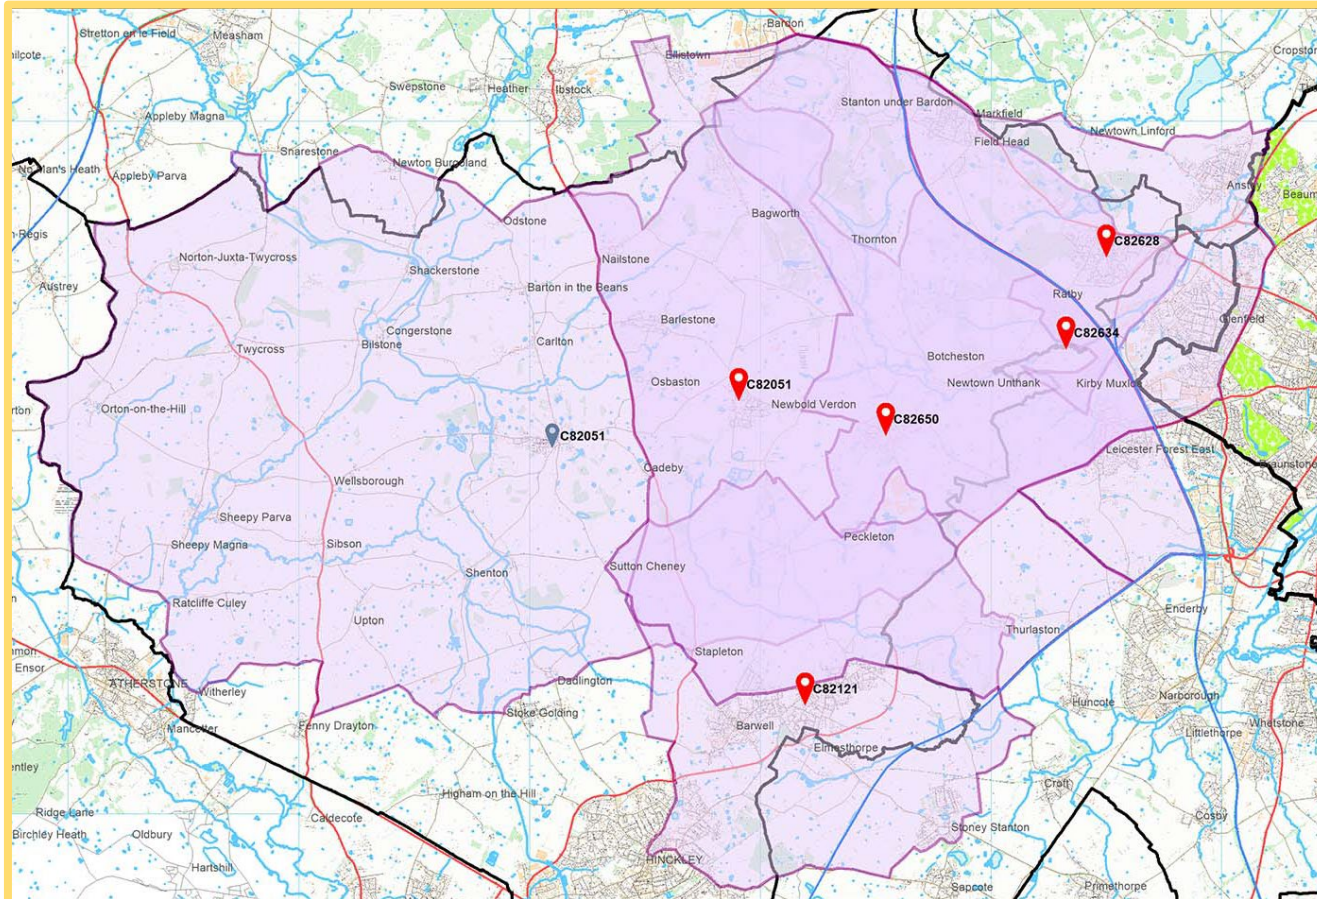 Bardon
Stretton en le Field
Measham
Ellistown
Cropston
Swepstone
Heather
Ibstock
Stanton under Bardon
Markfield
Appleby Magna
Newtown Linford
Field Head
Snarestone
Newton Burgoland
No Man's Heath
Appleby Parva
Anstey
Beaum
Bagworth
Odstone
Thornton
C82628
Norton-Juxta-Twycross
Nailstone
Shackerstone
Austrey
Barton in the Beans
Ratby
Barlestone
Glenfield
Congerstone
Bilstone
Carlton
C82634
Twycross
Botcheston
Osbaston
C82051
Newtown Unthank
Kirby Muxloe
Orton-on-the-Hill
Newbold Verdon
C82650
C82051
Leicester Forest East
Braunstone
Cadeby
Wellsborough
Sheepy Parva
Peckleton
Sheepy Magna
Sibson
Sutton Cheney
Shenton
Ratcliffe Culey
Enderby
Upton
Thurlaston
Stapleton
ATHERSTONE
Witherley
Dadlington
C82121
Narborough
Huncote
Stoke Golding
Fenny Drayton
Barwell
Mancetter
Whetstone
Littlethorpe
Elmesthorpe
Croft
Higham on the Hill
Ridge Lane
Caldecote
Cosby
Birchley Heath
Oldbury
Stoney Stanton
Hartshill
HINCKLEY
Sapcote
Primethorpe